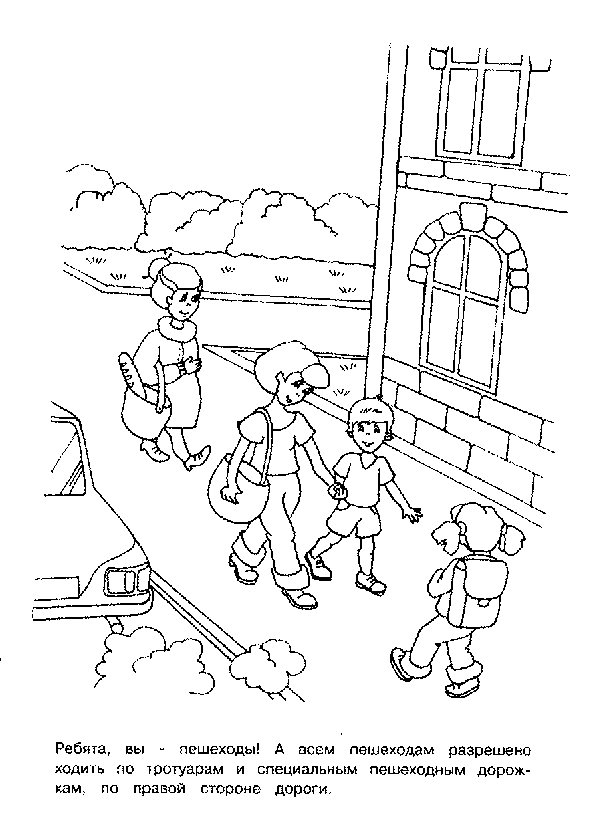 Ребята, вы - пешеходы! А всем пешеходам разрешено
ходить по тротуарам и специальным пешеходным дорож-
кам, по правой стороне дороги.